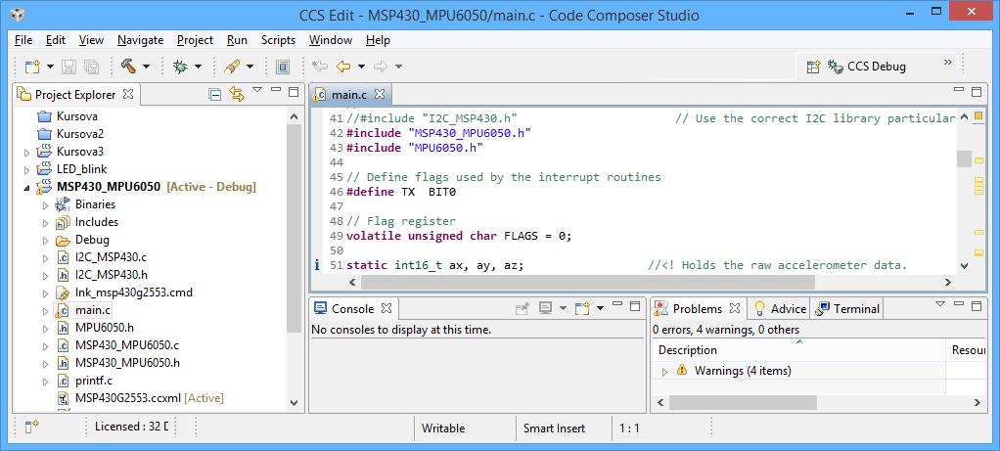 CCS Edit - MSP430_MPU6050/main.c - Code Composer Studio
File Edit View Navigate Project Run Scripts Window Help
CCS Debug
Project Explorer
Kursova
Kursova2
Kursova3
LED_blink
MSP430_MPU6050 [Active - Debug]
Binaries
Includes
Debug
I2C_MSP430.c
I2C_MSP430.h
lnk_msp430g2553.cmd
main.c
MPU6050.h
MSP430_MPU6050.c
MSP430_MPU6050.h
printf.c
MSP430G2553.ccxml [Active]
main.c
41 //#include "I2C_MSP430.h" // Use the correct I2C library particular
42 #include "MSP430_MPU6050.h"
43 #include "MPU6050.h"
44
45 // Define flags used by the interrupt routines
46 #define TX BIT0
47
48 // Flag register
49 volatile unsigned char FLAGS = 0;
50
51 static int16_t ax, ay, az; //<! Holds the raw accelerometer data.
Console
No consoles to display at this time.
Problems Advice Terminal
0 errors, 4 warnings, 0 others
Description Resour
Warnings (4 items)
Licensed : 32 D
Writable
Smart Insert
1 : 1